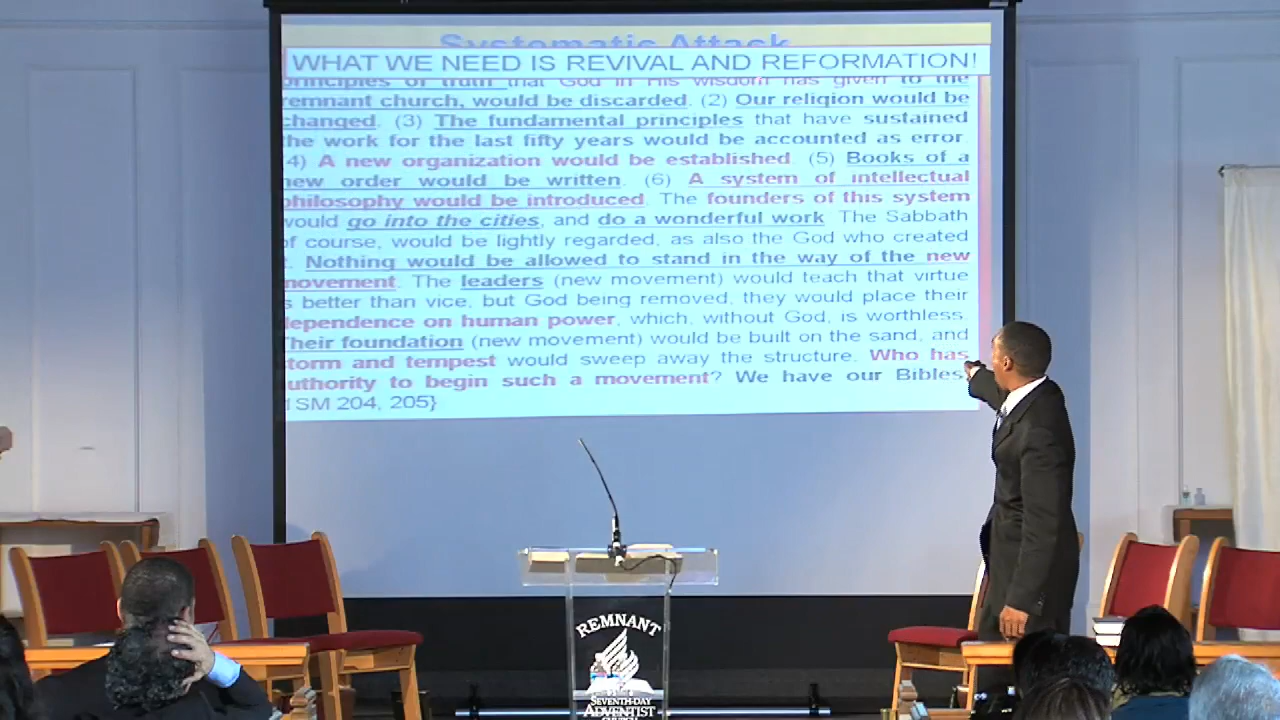 Systematic Attack
WHAT WE NEED IS REVIVAL AND REFORMATION!
principles of truth that God in His wisdom has given to the
remnant church, would be discarded. (2) Our religion would be
changed. (3) The fundamental principles that have sustained
the work for the last fifty years would be accounted as error.
4) A new organization would be established. (5) Books of a
new order would be written. (6) A system of intellectual
philosophy would be introduced. The founders of this system
would go into the cities, and do a wonderful work. The Sabbath
of course, would be lightly regarded, as also the God who created
. Nothing would be allowed to stand in the way of the new
movement. The leaders (new movement) would teach that virtue
s better than vice, but God being removed, they would place their
dependence on human power, which, without God, is worthless.
Their foundation (new movement) would be built on the sand, and
torm and tempest would sweep away the structure. Who has
uthority to begin such a movement? We have our Bibles
1SM 204, 205}
REMNANT
SEVENTH-DAY
ADVENTIST
CHURCH